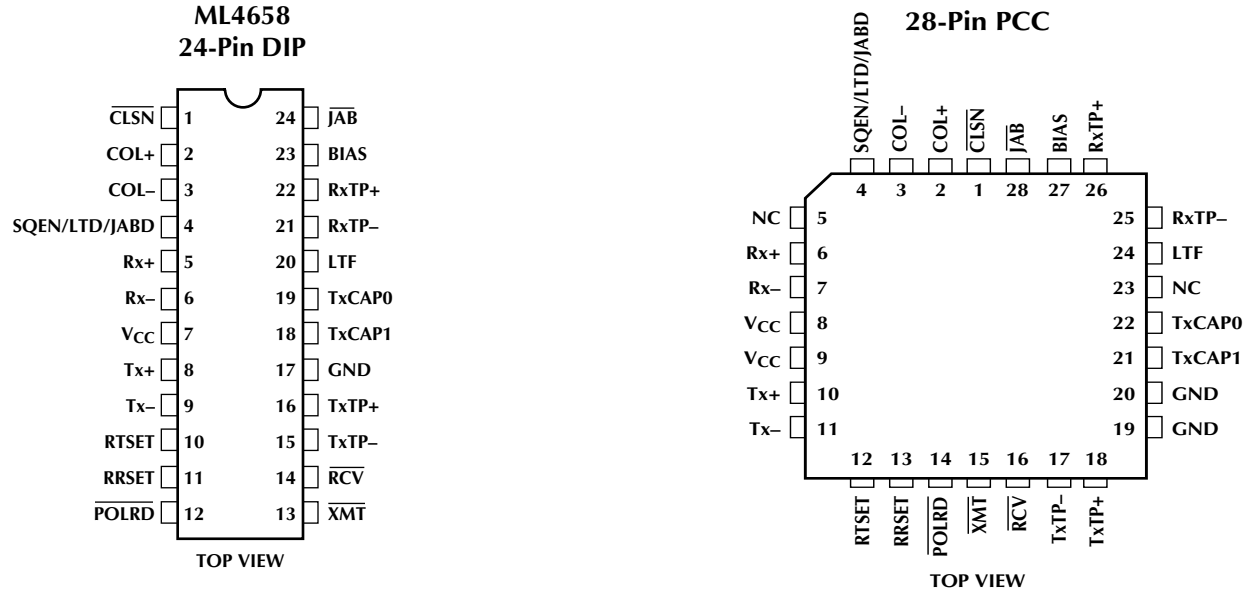 ML4658
24-Pin DIP
CLSN 1 24 JAB
COL+ 2 23 BIAS
COL– 3 22 RxTP+
SQEN/LTD/JABD 4 21 RxTP–
Rx+ 5 20 LTF
Rx– 6 19 TxCAP0
VCC 7 18 TxCAP1
Tx+ 8 17 GND
Tx– 9 16 TxTP+
RTSET 10 15 TxTP–
RRSET 11 14 RCV
POLRD 12 13 XMT
TOP VIEW
28-Pin PCC
SQEN/LTD/JABD COL– COL+ CLSN JAB BIAS RxTP+
4 3 2 1 28 27 26
NC 5 25 RxTP–
Rx+ 6 24 LTF
Rx– 7 23 NC
VCC 8 22 TxCAP0
VCC 9 21 TxCAP1
Tx+ 10 20 GND
Tx– 11 19 GND
12 13 14 15 16 17 18
RTSET RRSET POLRD XMT RCV TxTP– TxTP+
TOP VIEW